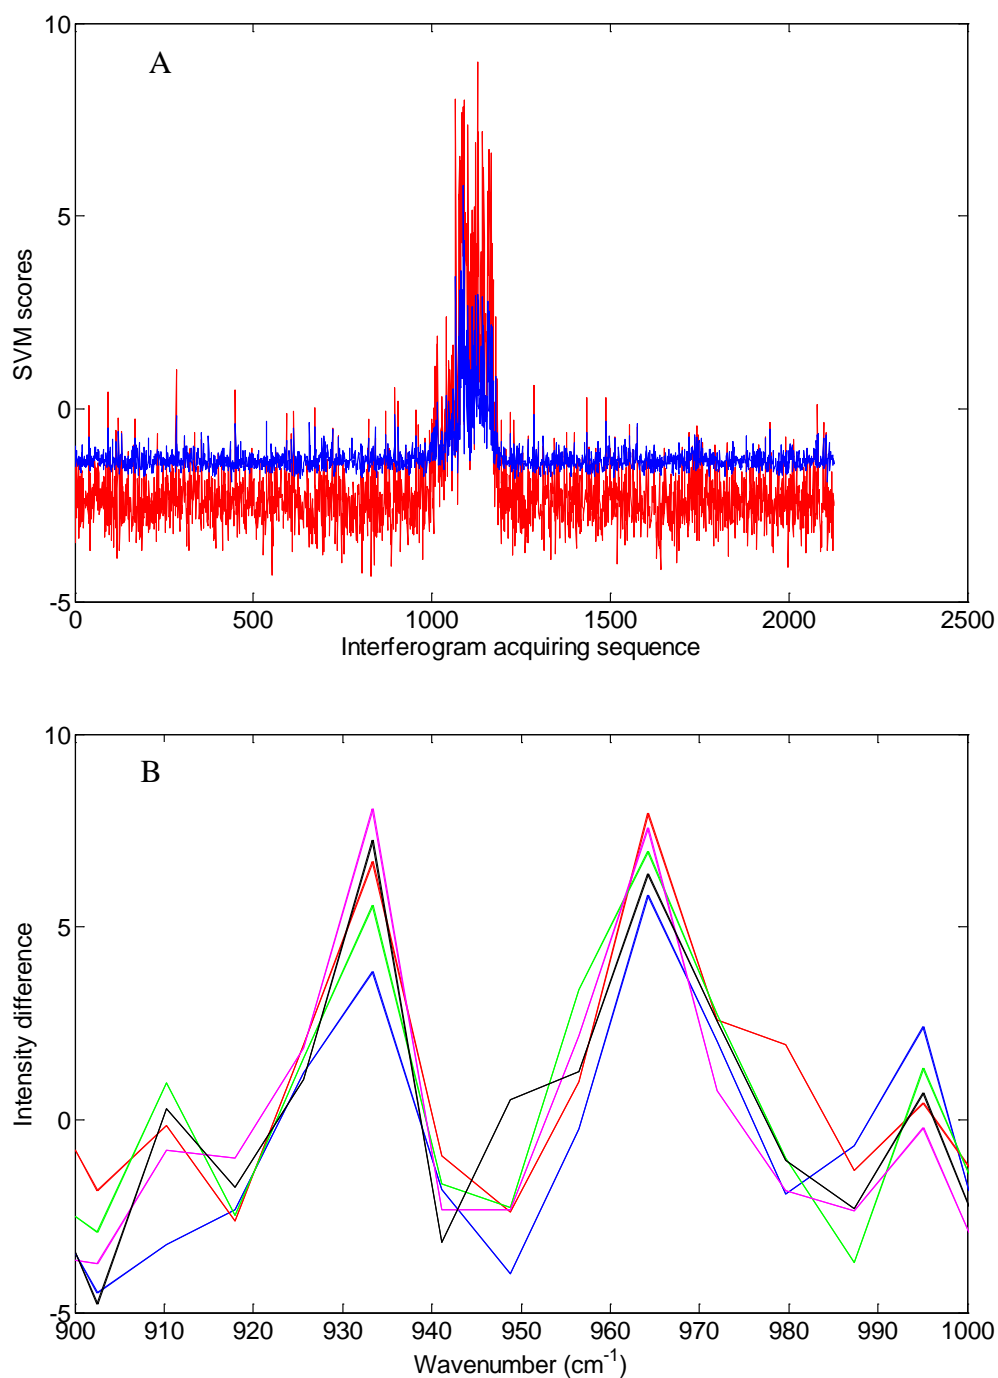 10
A
5
SVM scores
0
-5
0 500 1000 1500 2000 2500
Interferogram acquiring sequence
10
B
5
Intensity difference
0
-5
900 910 920 930 940 950 960 970 980 990 1000
Wavenumber (cm⁻¹)